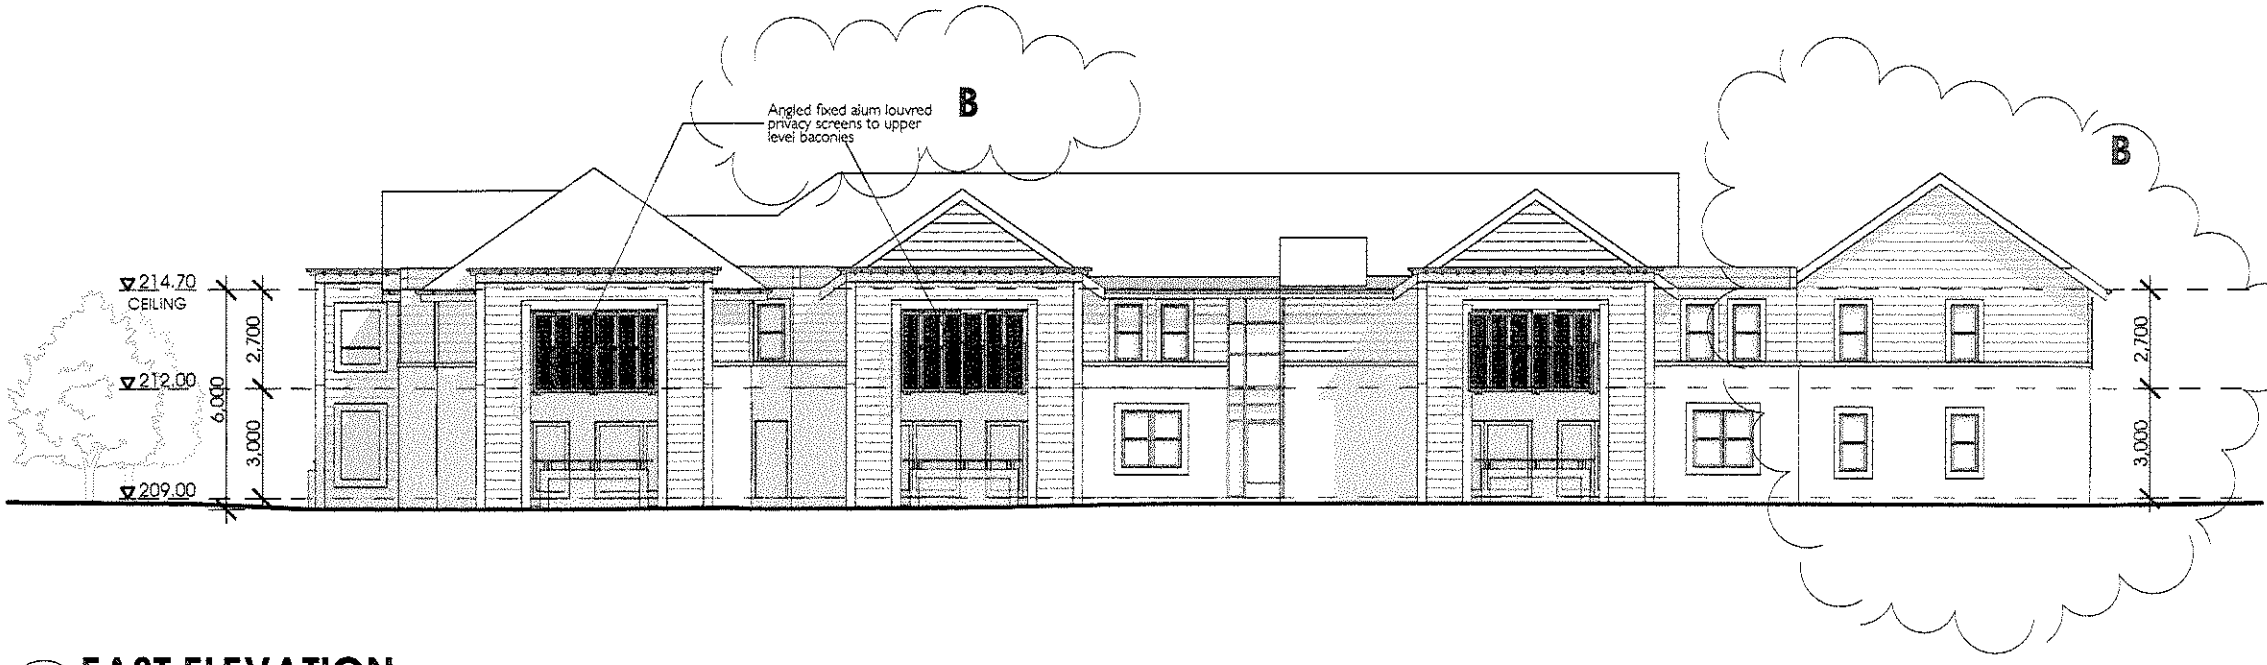 B
Angled fixed alum louvred
privacy screens to upper
level baconies
B
214.70
CEILING
2,700
212.00
6,000
3,000
209.00
2,700
3,000
EAST ELEVATION